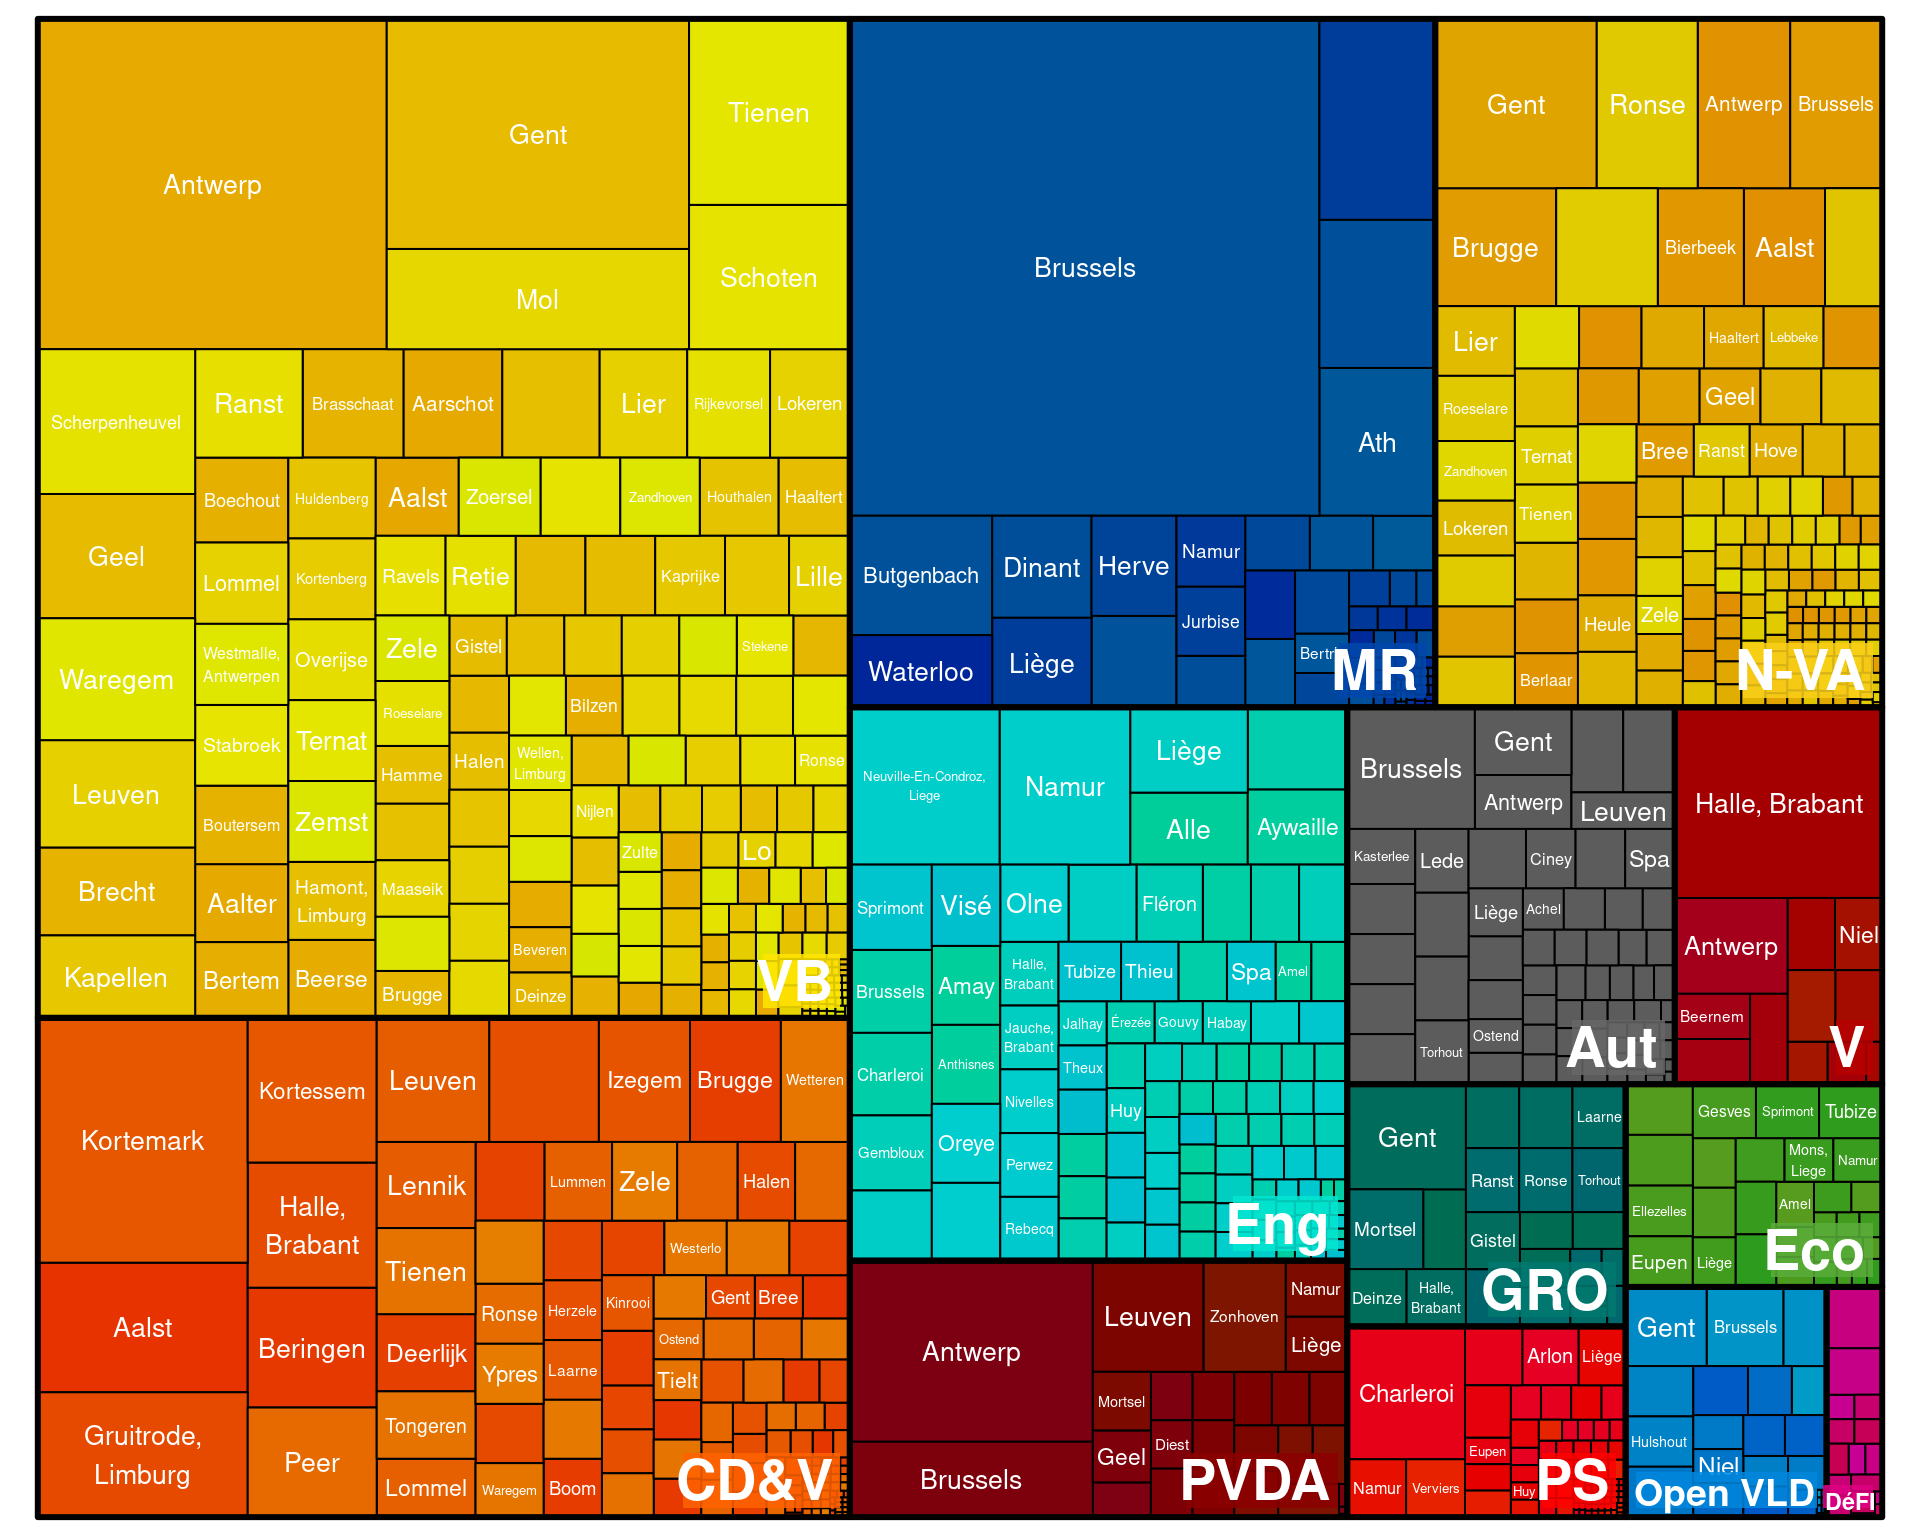 Antwerp
Gent
Tienen
Mol
Schoten
Scherpenheuvel
Ranst
Brasschaat
Aarschot
Lier
Rijkevorsel
Lokeren
Geel
Boechout
Huldenberg
Aalst
Zoersel
Zandhoven
Houthalen
Haaltert
Lommel
Kortenberg
Ravels
Retie
Kaprijke
Lille
Waregem
Westmalle,
Antwerpen
Overijse
Zele
Gistel
Stekene
Roeselare
Bilzen
Stabroek
Ternat
Leuven
Hamme
Halen
Wellen,
Limburg
Ronse
Boutersem
Zemst
Nijlen
Zulte
Lo
Brecht
Aalter
Hamont,
Limburg
Maaseik
Kapellen
Bertem
Beerse
Brugge
Beveren
Deinze
VB
Brussels
Ath
Butgenbach
Dinant
Herve
Namur
Jurbise
Waterloo
Liège
MR
Gent
Ronse
Antwerp
Brussels
Brugge
Bierbeek
Aalst
Lier
Haaltert
Lebbeke
Roeselare
Geel
Zandhoven
Ternat
Bree
Ranst
Hove
Lokeren
Tienen
Heule
Zele
Berlaar
N-VA
Neuville-En-Condroz,
Liege
Namur
Liège
Alle
Aywaille
Sprimont
Visé
Olne
Fléron
Brussels
Amay
Halle,
Brabant
Tubize
Thieu
Spa
Amel
Jauche,
Brabant
Jalhay
Érezée
Gouvy
Habay
Charleroi
Anthisnes
Theux
Nivelles
Huy
Gembloux
Oreye
Perwez
Rebecq
Eng
Brussels
Gent
Antwerp
Leuven
Kasterlee
Lede
Ciney
Spa
Liège
Achel
Torhout
Ostend
Aut
Halle, Brabant
Antwerp
Niel
Beernem
V
Kortemark
Kortessem
Leuven
Izegem
Brugge
Wetteren
Halle,
Brabant
Lennik
Lummen
Zele
Halen
Tienen
Westerlo
Aalst
Beringen
Ronse
Herzele
Kinrooi
Gent
Bree
Deerlijk
Ypres
Laarne
Ostend
Tielt
Gruitrode,
Limburg
Peer
Tongeren
Lommel
Waregem
Boom
CD&V
Antwerp
Leuven
Zonhoven
Namur
Liège
Mortsel
Geel
Diest
Brussels
PVDA
Gent
Laarne
Ranst
Ronse
Torhout
Mortsel
Gistel
Deinze
Halle,
Brabant
GRO
Gesves
Sprimont
Tubize
Mons,
Liege
Namur
Ellezelles
Amel
Eupen
Liège
Eco
Charleroi
Arlon
Liège
Eupen
Namur
Verviers
Huy
PS
Gent
Brussels
Hulshout
Niel
Open VLD
DéFI